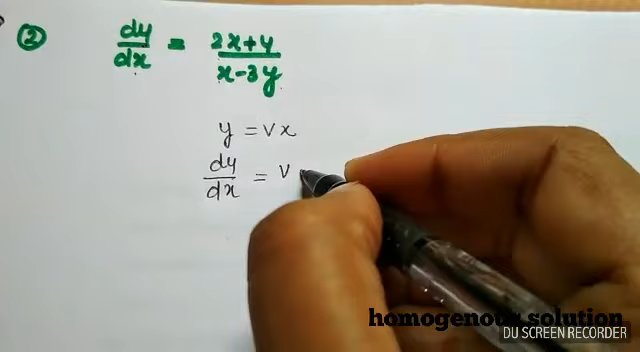 ② dy/dx = 2x+y/x-3y
y = vx
dy/dx = v
homogenous solution
DU SCREEN RECORDER